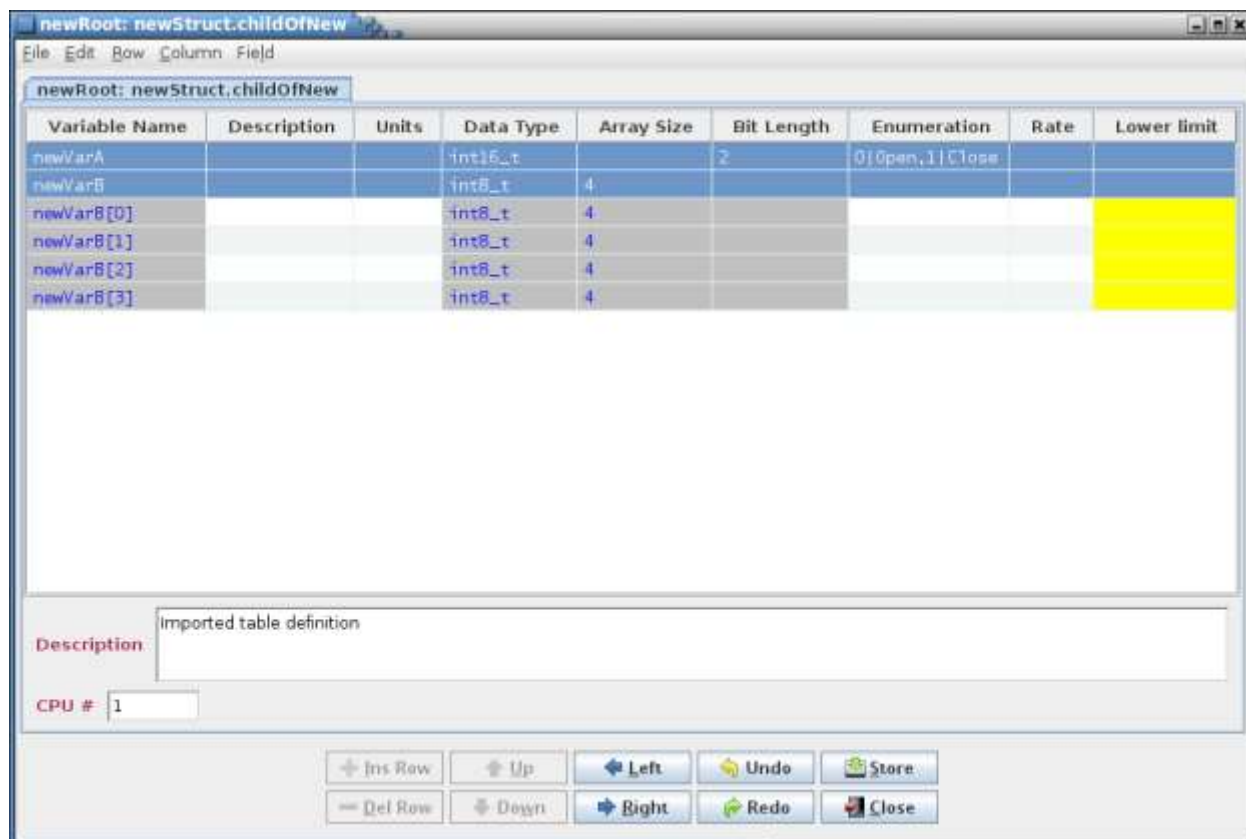 newRoot: newStruct.childOfNew
File Edit Row Column Field
newRoot: newStruct.childOfNew
Variable Name Description Units Data Type Array Size Bit Length Enumeration Rate Lower limit
newVarA int16_t 2 0|Open,1|Close
newVarB int8_t 4
newVarB[0] int8_t 4
newVarB[1] int8_t 4
newVarB[2] int8_t 4
newVarB[3] int8_t 4
Description Imported table definition
CPU # 1
Ins Row Up Left Undo Store
Del Row Down Right Redo Close